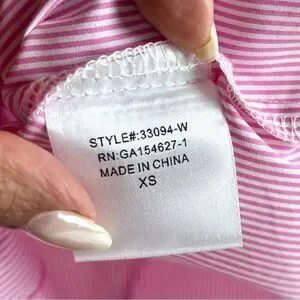 STYLE#:33094-W
RN:GA154627-1
MADE IN CHINA
XS